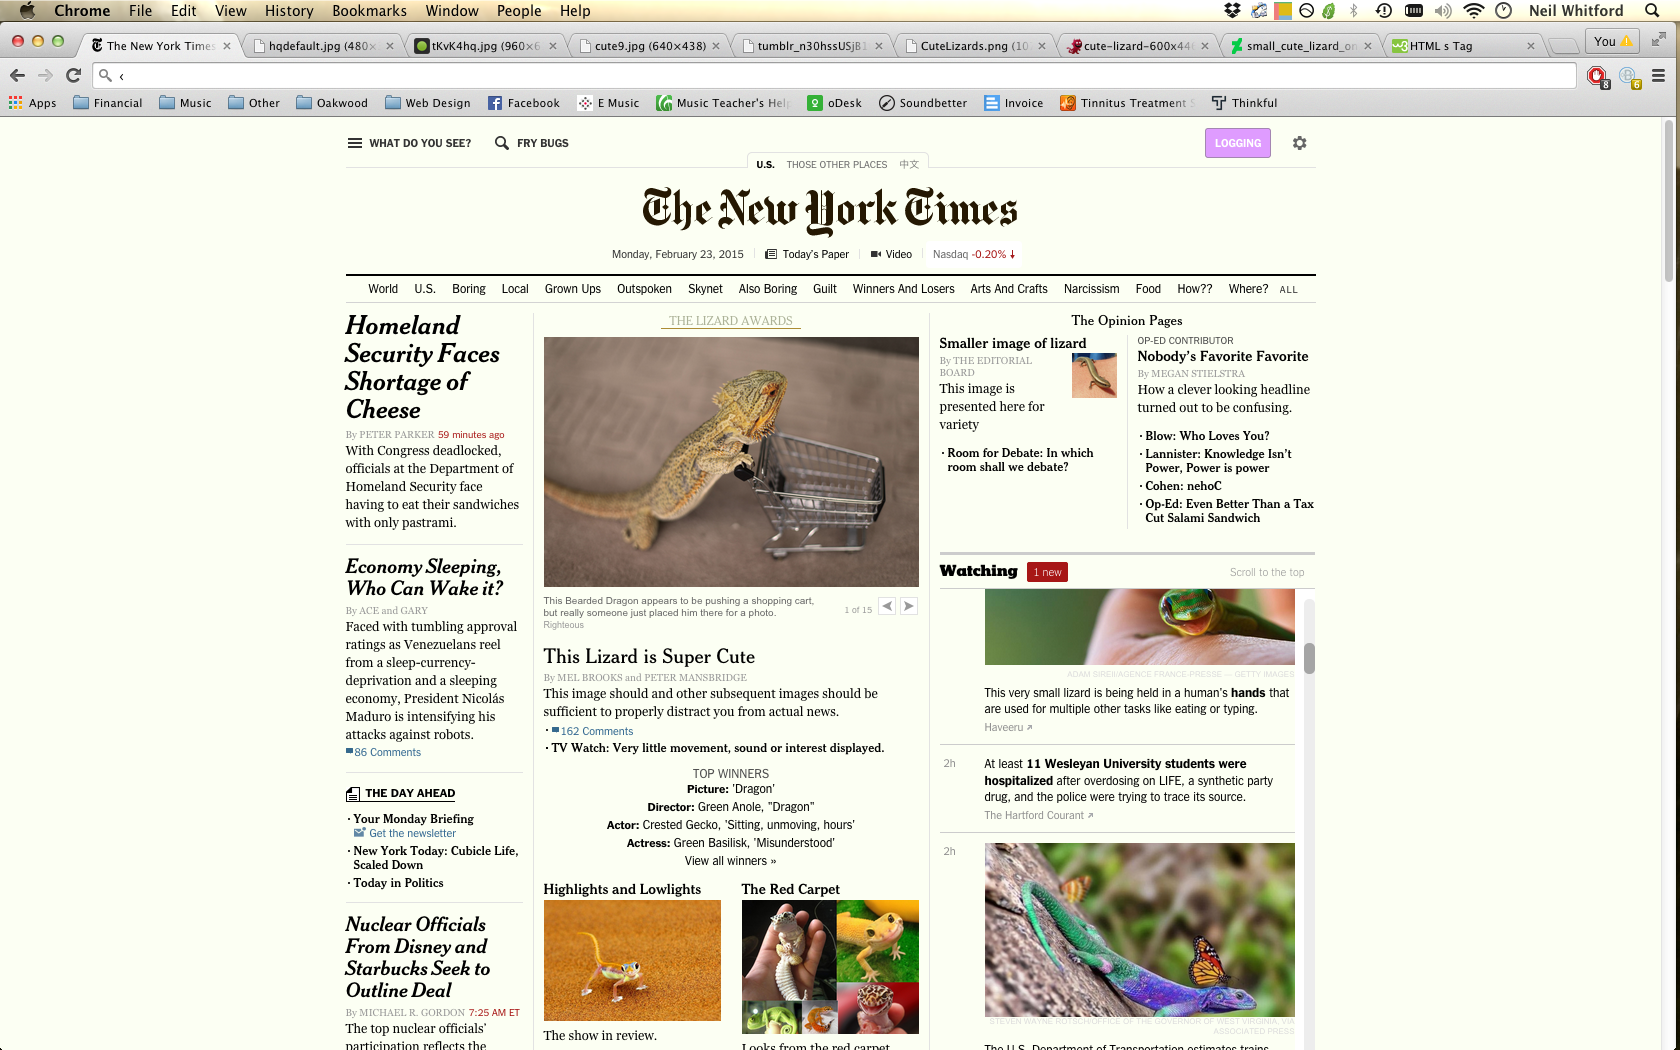 Chrome File Edit View History Bookmarks Window People Help Neil Whitford
The New York Times hqdefault.jpg (480× tKvK4hq.jpg (960×6 cute9.jpg (640×438) tumblr_n30hssUSj81 CuteLizards.png (10 cute-lizard-600x44 small_cute_lizard_on HTML s Tag You
‹
Apps Financial Music Other Oakwood Web Design Facebook E Music Music Teacher's Help oDesk Soundbetter Invoice Tinnitus Treatment S Thinkful
WHAT DO YOU SEE? FRY BUGS LOGGING
U.S. THOSE OTHER PLACES 中文
The New York Times
Monday, February 23, 2015 Today's Paper Video Nasdaq -0.20% ↓
World U.S. Boring Local Grown Ups Outspoken Skynet Also Boring Guilt Winners And Losers Arts And Crafts Narcissism Food How?? Where? ALL
Homeland
Security Faces
Shortage of
Cheese
By PETER PARKER 59 minutes ago
With Congress deadlocked,
officials at the Department of
Homeland Security face
having to eat their sandwiches
with only pastrami.
Economy Sleeping,
Who Can Wake it?
By ACE and GARY
Faced with tumbling approval
ratings as Venezuelans reel
from a sleep-currency-
deprivation and a sleeping
economy, President Nicolás
Maduro is intensifying his
attacks against robots.
86 Comments
THE DAY AHEAD
· Your Monday Briefing
Get the newsletter
· New York Today: Cubicle Life,
Scaled Down
· Today in Politics
Nuclear Officials
From Disney and
Starbucks Seek to
Outline Deal
By MICHAEL R. GORDON 7:25 AM ET
The top nuclear officials'
participation reflects the
THE LIZARD AWARDS
This Bearded Dragon appears to be pushing a shopping cart,
but really someone just placed him there for a photo.
Righteous
1 of 15
This Lizard is Super Cute
By MEL BROOKS and PETER MANSBRIDGE
This image should and other subsequent images should be
sufficient to properly distract you from actual news.
· 162 Comments
· TV Watch: Very little movement, sound or interest displayed.
TOP WINNERS
Picture: 'Dragon'
Director: Green Anole, "Dragon"
Actor: Crested Gecko, 'Sitting, unmoving, hours'
Actress: Green Basilisk, 'Misunderstood'
View all winners »
Highlights and Lowlights
The show in review.
The Red Carpet
Looks from the red carpet
The Opinion Pages
Smaller image of lizard
By THE EDITORIAL
BOARD
This image is
presented here for
variety
· Room for Debate: In which
room shall we debate?
OP-ED CONTRIBUTOR
Nobody's Favorite Favorite
By MEGAN STIELSTRA
How a clever looking headline
turned out to be confusing.
· Blow: Who Loves You?
· Lannister: Knowledge Isn't
Power, Power is power
· Cohen: nehoC
· Op-Ed: Even Better Than a Tax
Cut Salami Sandwich
Watching 1 new Scroll to the top
ADAM SIREII/AGENCE FRANCE-PRESSE — GETTY IMAGES
This very small lizard is being held in a human's hands that
are used for multiple other tasks like eating or typing.
Haveeru ↗
2h
At least 11 Wesleyan University students were
hospitalized after overdosing on LIFE, a synthetic party
drug, and the police were trying to trace its source.
The Hartford Courant ↗
2h
STEVEN WAYNE ROTSCH/OFFICE OF THE GOVERNOR OF WEST VIRGINIA, VIA
ASSOCIATED PRESS
The U.S. Department of Transportation estimates trains